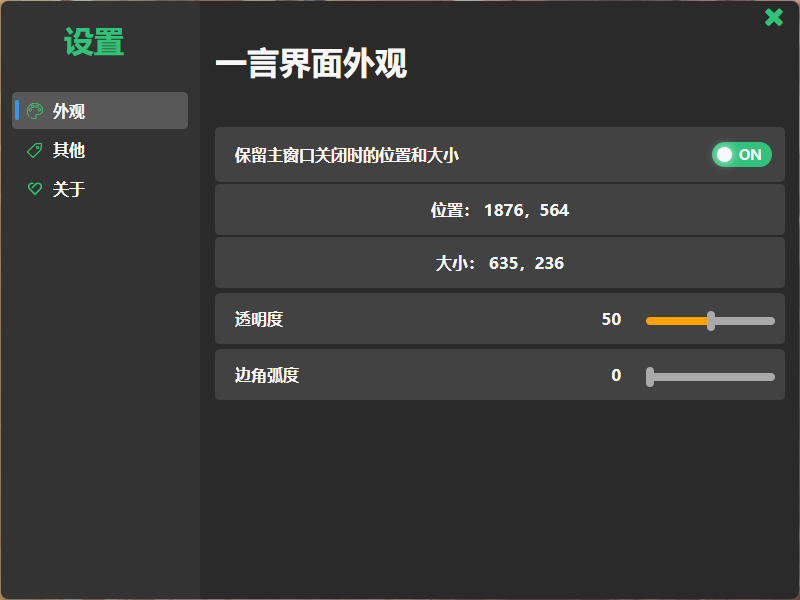 设置
外观
其他
关于
一言界面外观
保留主窗口关闭时的位置和大小
ON
位置： 1876，564
大小： 635，236
透明度 50
边角弧度 0